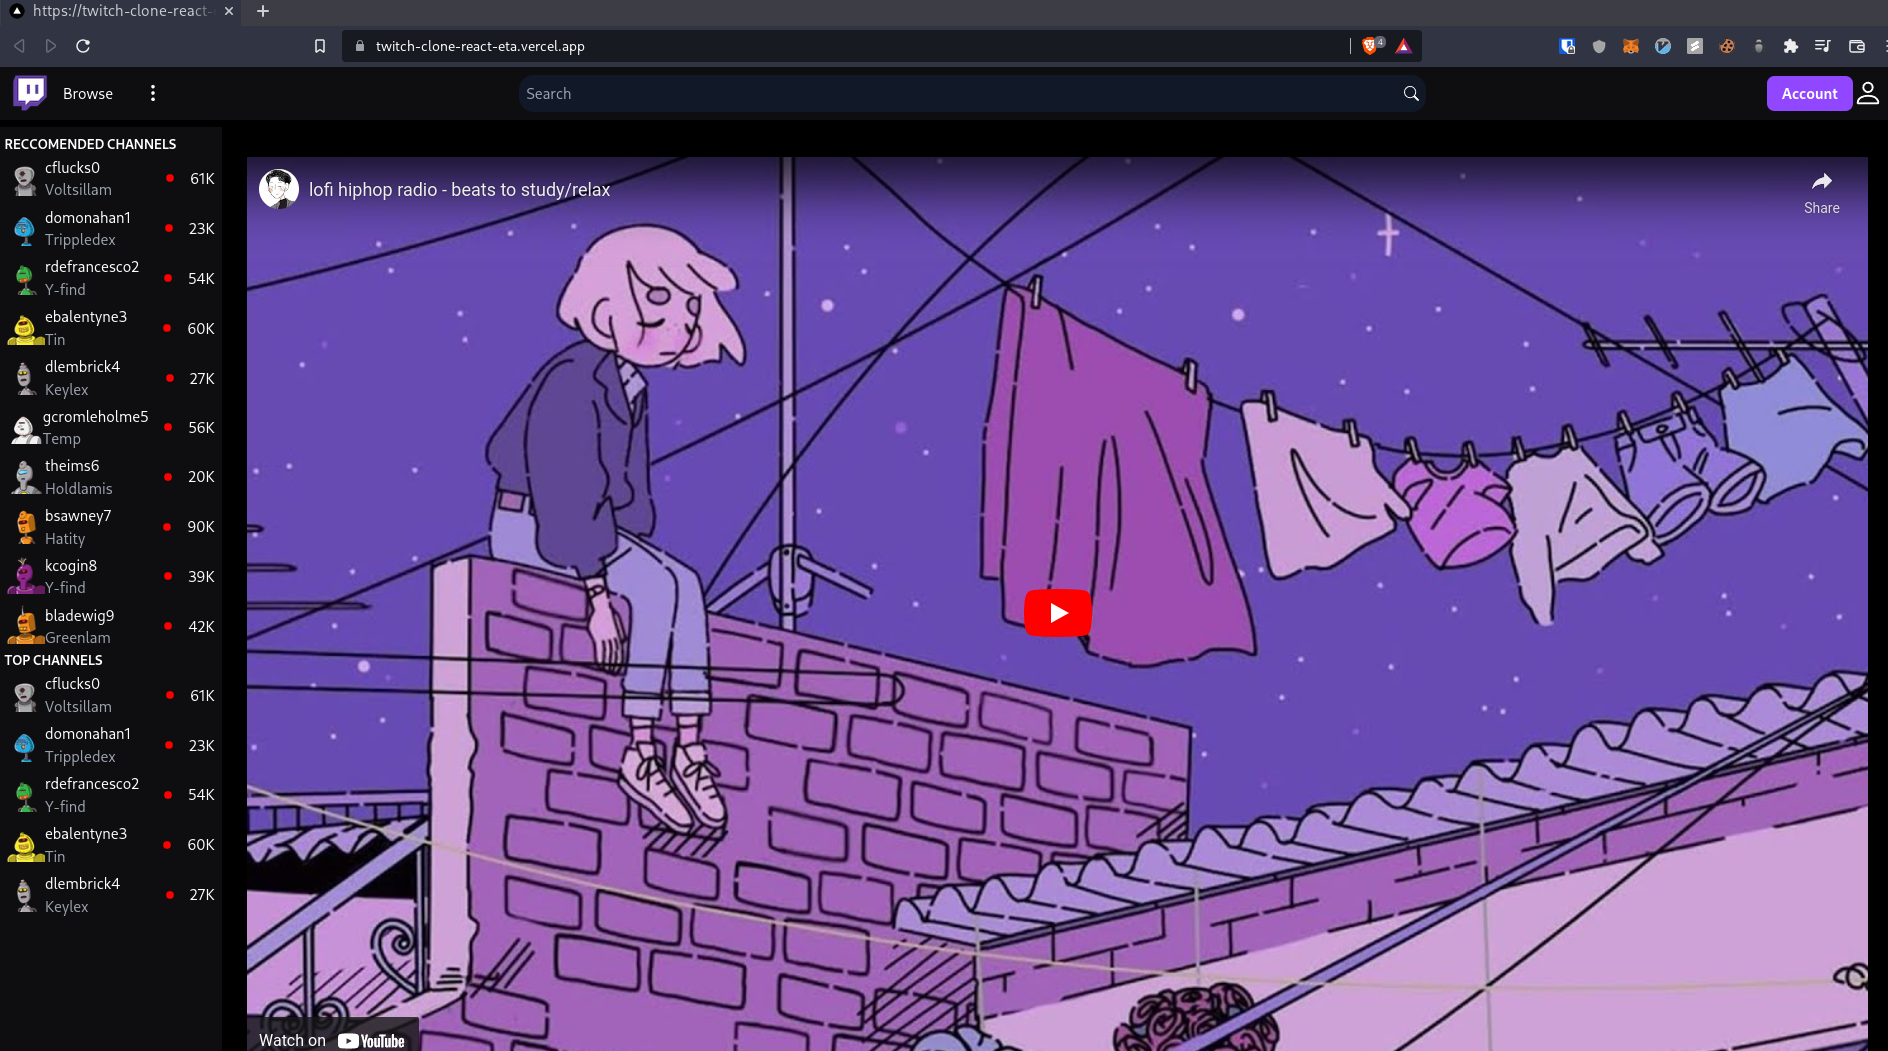 https://twitch-clone-react-
twitch-clone-react-eta.vercel.app
4
Browse
Search
Account
RECCOMENDED CHANNELS
cflucks0
Voltsillam
61K
domonahan1
Trippledex
23K
rdefrancesco2
Y-find
54K
ebalentyne3
Tin
60K
dlembrick4
Keylex
27K
gcromleholme5
Temp
56K
theims6
Holdlamis
20K
bsawney7
Hatity
90K
kcogin8
Y-find
39K
bladewig9
Greenlam
42K
TOP CHANNELS
cflucks0
Voltsillam
61K
domonahan1
Trippledex
23K
rdefrancesco2
Y-find
54K
ebalentyne3
Tin
60K
dlembrick4
Keylex
27K
lofi hiphop radio - beats to study/relax
Share
Watch on YouTube